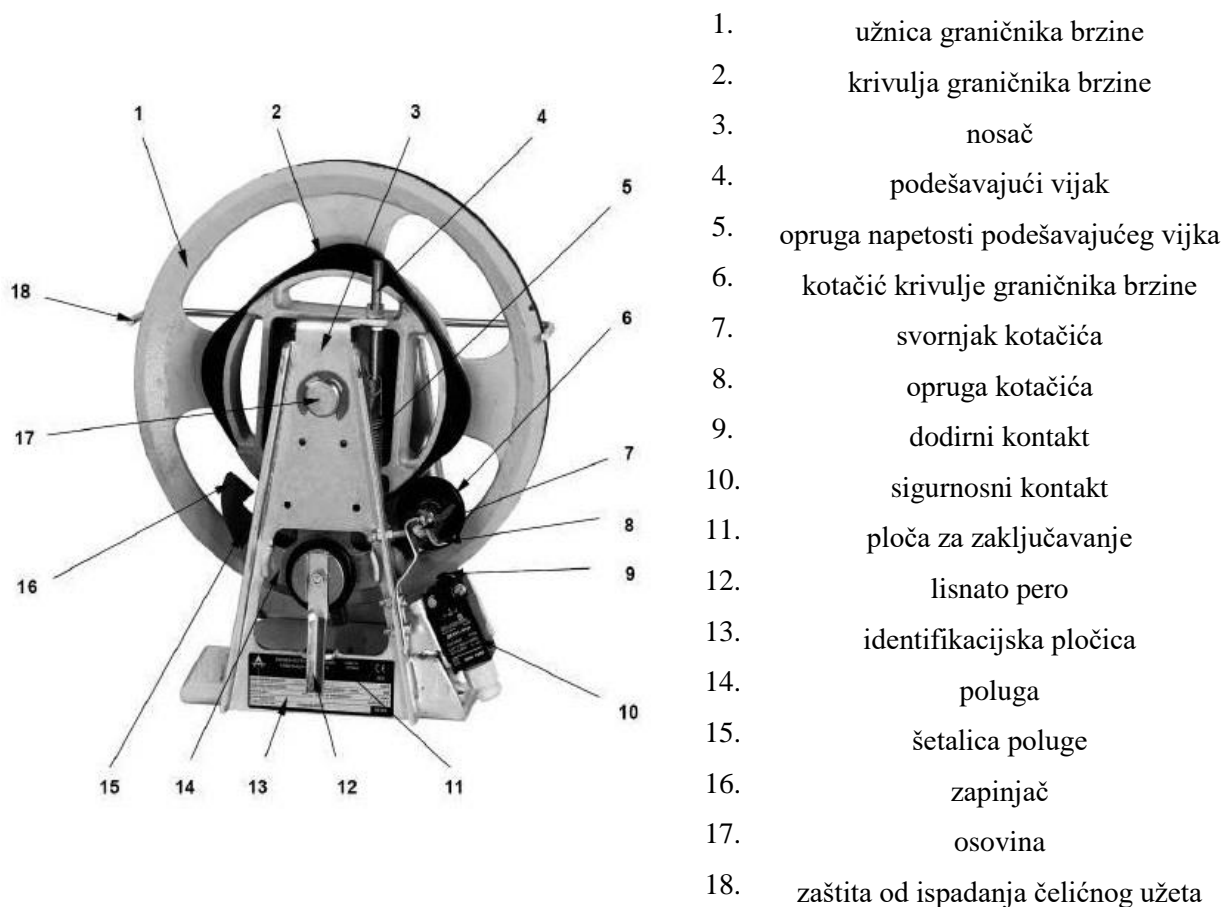 1. užnica graničnika brzine
2. krivulja graničnika brzine
3. nosač
4. podešavajući vijak
5. opruga napetosti podešavajućeg vijka
6. kotačić krivulje graničnika brzine
7. svornjak kotačića
8. opruga kotačića
9. dodirni kontakt
10. sigurnosni kontakt
11. ploča za zaključavanje
12. lisnato pero
13. identifikacijska pločica
14. poluga
15. šetalica poluge
16. zapinjač
17. osovina
18. zaštita od ispadanja čelićnog užeta
1
2
3
4
5
6
7
8
9
10
11
12
13
14
15
16
17
18